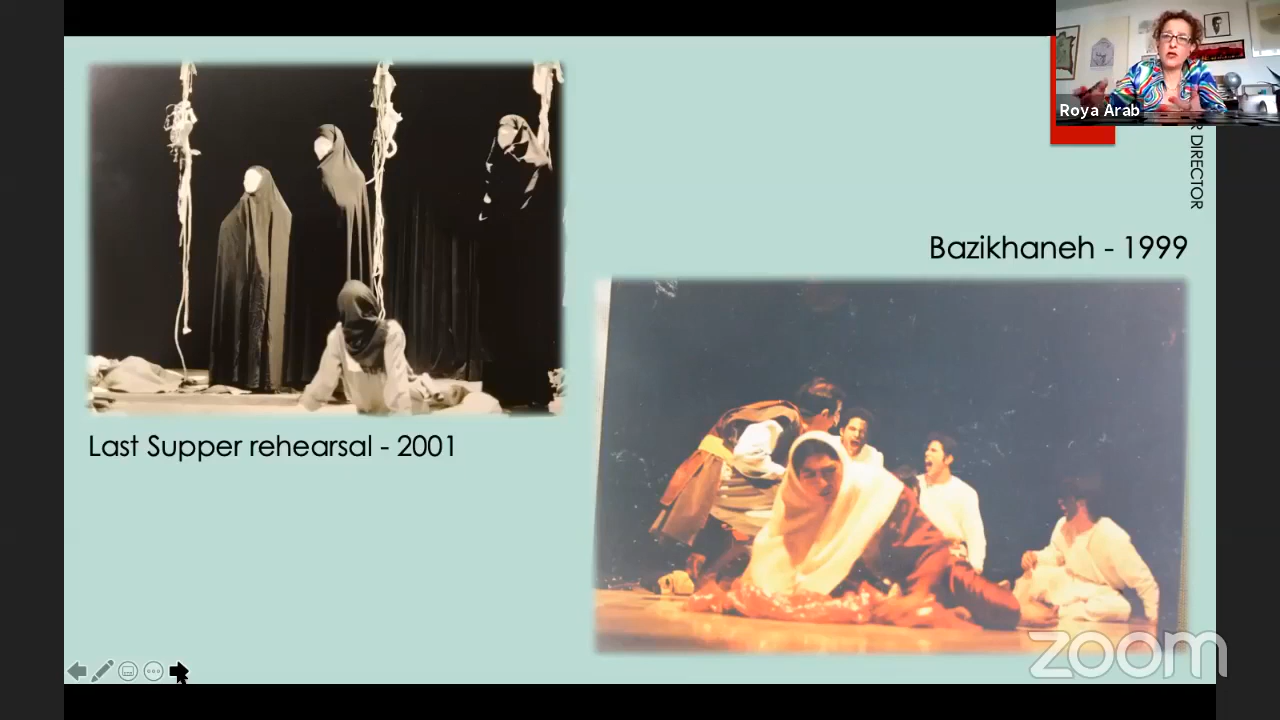 Roya Arab
DIRECTOR
Bazikhaneh - 1999
Last Supper rehearsal - 2001
zoom